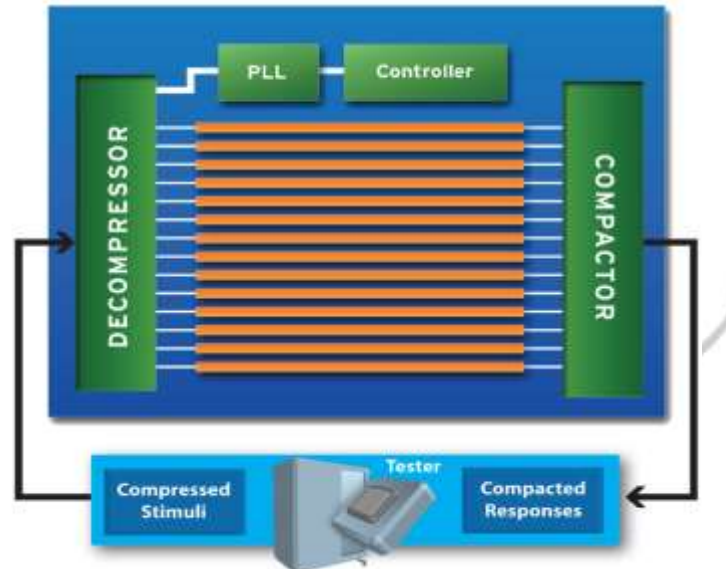 PLL
Controller
DECOMPRESSOR
COMPACTOR
Tester
Compressed
Stimuli
Compacted
Responses